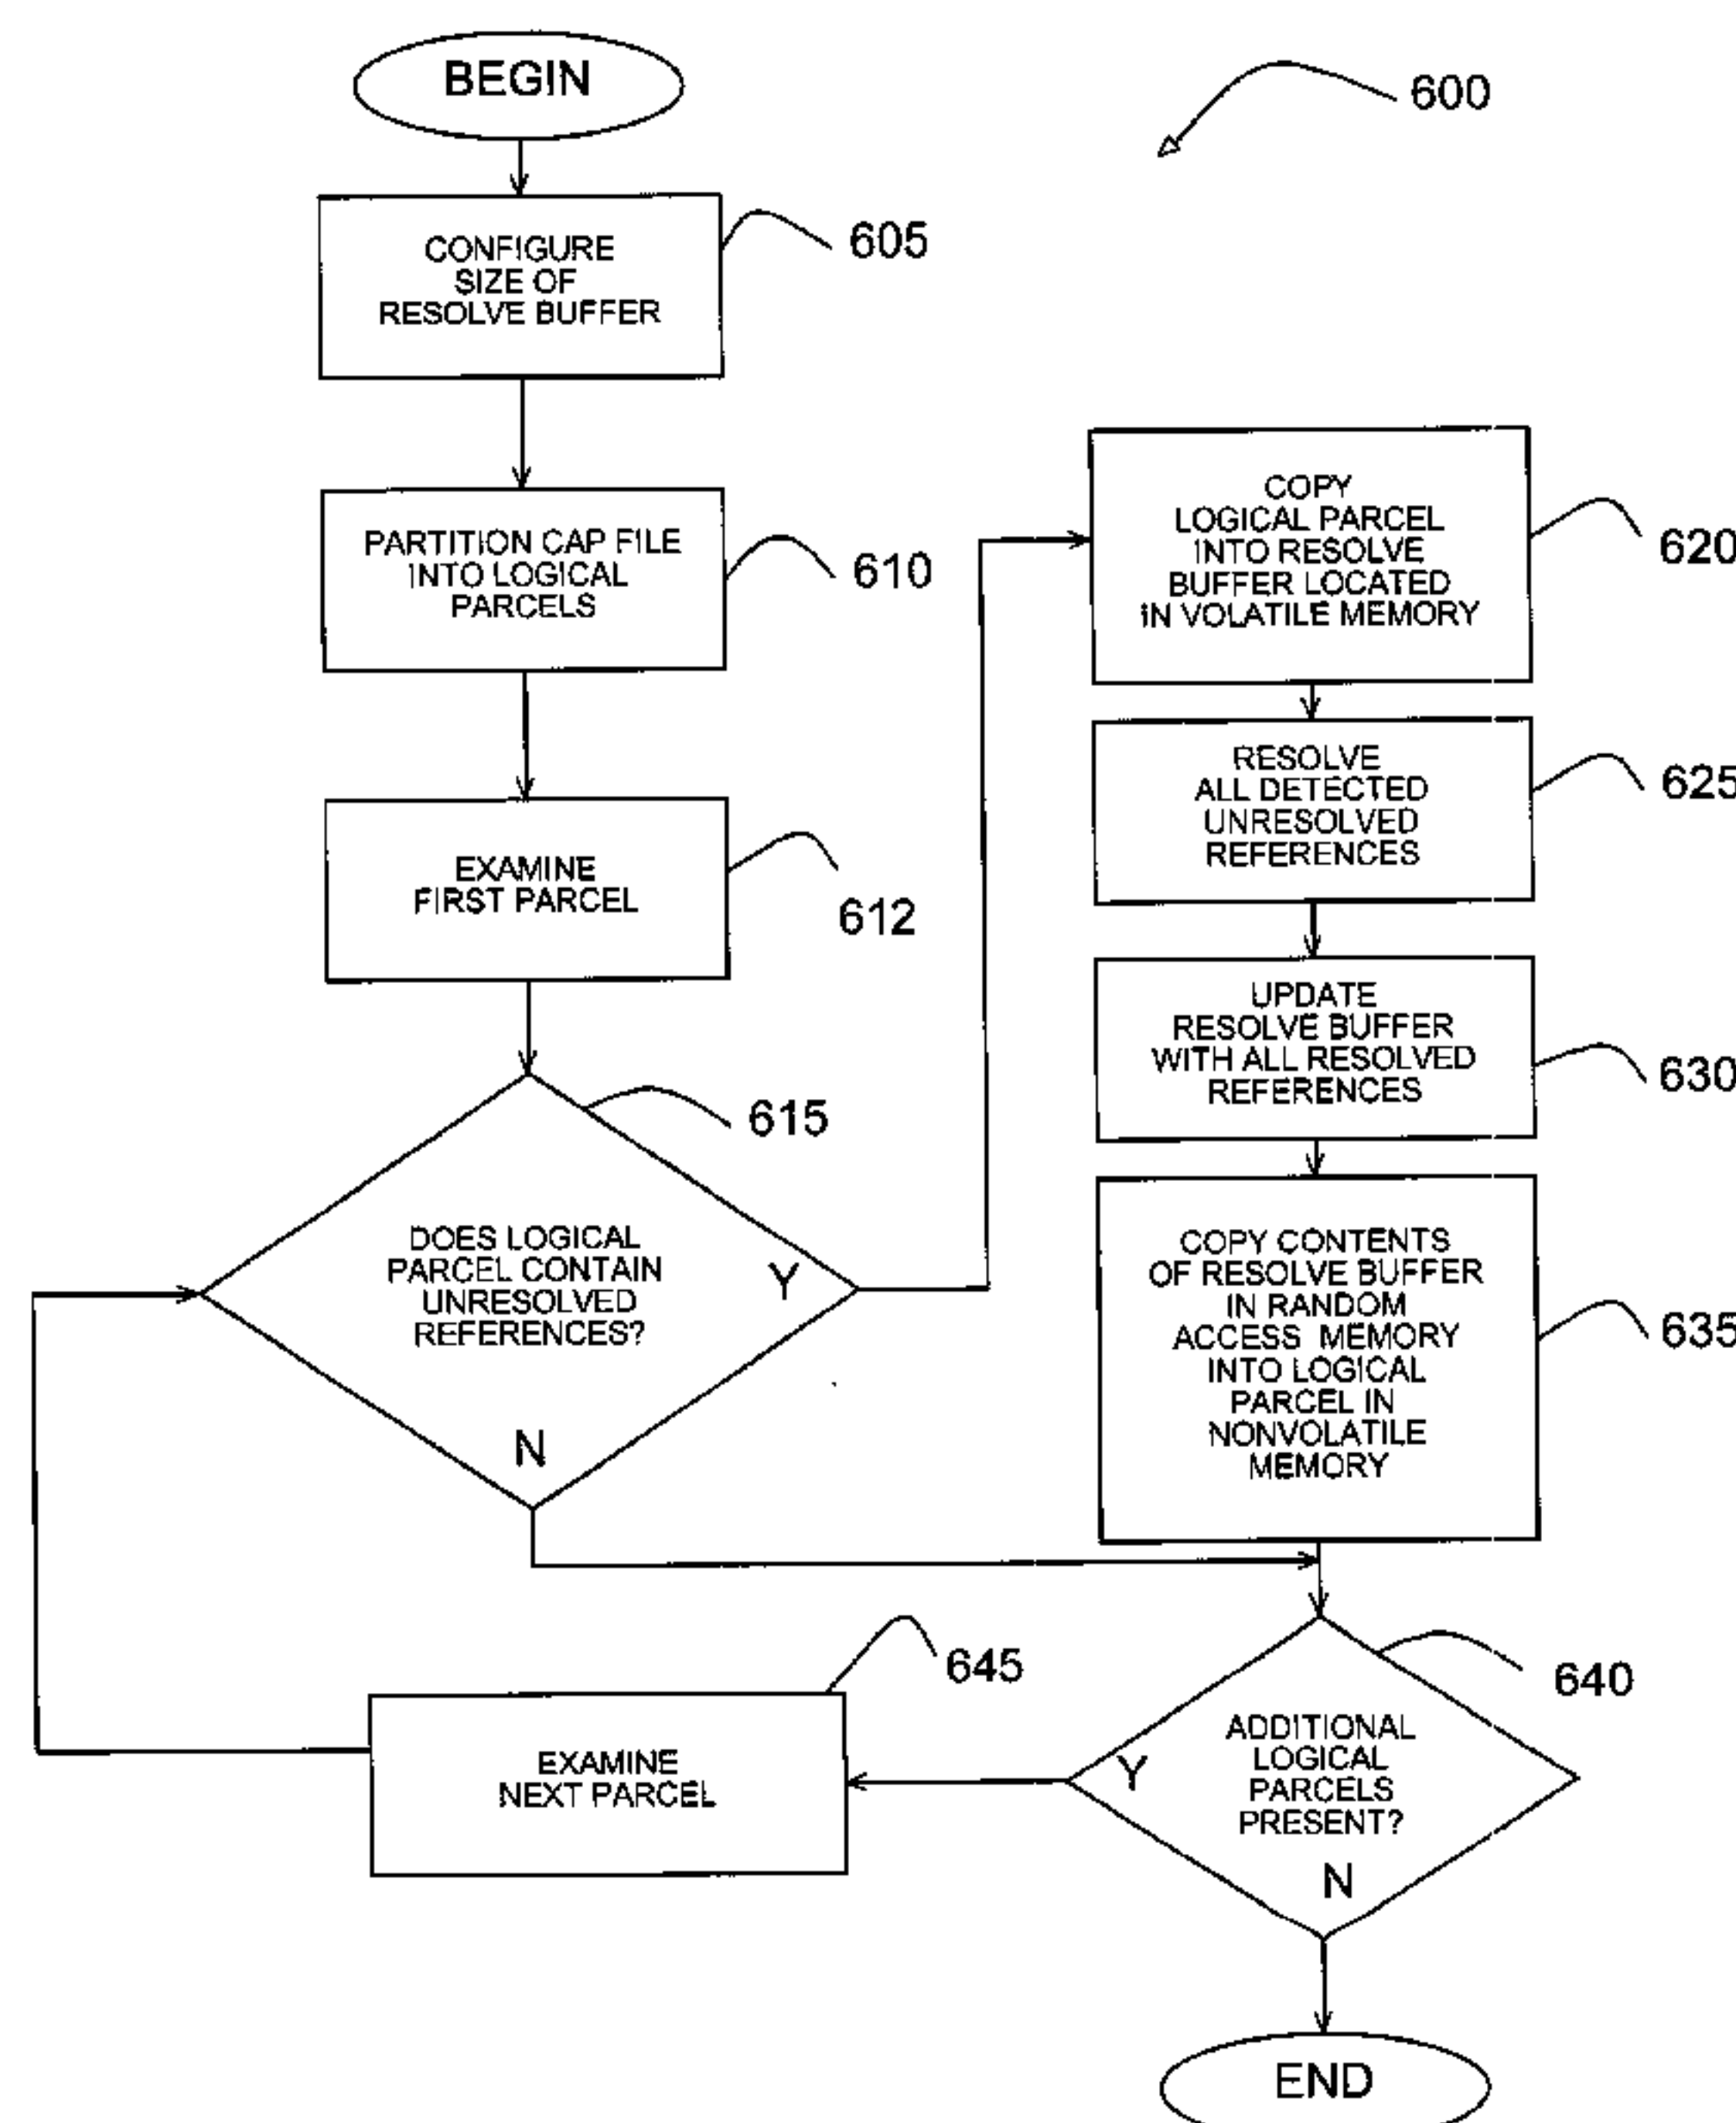 BEGIN
600
CONFIGURE
SIZE OF
RESOLVE BUFFER
605
PARTITION CAP FILE
INTO LOGICAL
PARCELS
610
EXAMINE
FIRST PARCEL
612
615
DOES LOGICAL
PARCEL CONTAIN
UNRESOLVED
REFERENCES?
Y
N
COPY
LOGICAL PARCEL
INTO RESOLVE
BUFFER LOCATED
IN VOLATILE MEMORY
620
RESOLVE
ALL DETECTED
UNRESOLVED
REFERENCES
625
UPDATE
RESOLVE BUFFER
WITH ALL RESOLVED
REFERENCES
630
COPY CONTENTS
OF RESOLVE BUFFER
IN RANDOM
ACCESS MEMORY
INTO LOGICAL
PARCEL IN
NONVOLATILE
MEMORY
635
640
ADDITIONAL
LOGICAL
PARCELS
PRESENT?
Y
N
645
EXAMINE
NEXT PARCEL
END